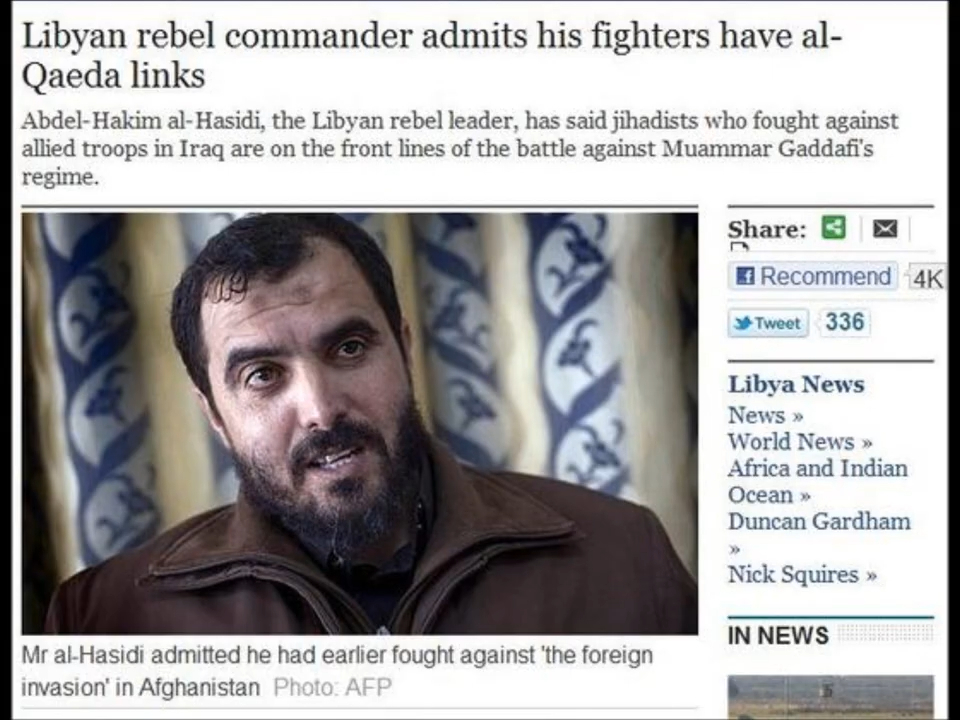 Libyan rebel commander admits his fighters have al-
Qaeda links
Abdel-Hakim al-Hasidi, the Libyan rebel leader, has said jihadists who fought against
allied troops in Iraq are on the front lines of the battle against Muammar Gaddafi's
regime.
Share:
Recommend 4K
Tweet 336
Libya News
News »
World News »
Africa and Indian
Ocean »
Duncan Gardham
»
Nick Squires »
IN NEWS
Mr al-Hasidi admitted he had earlier fought against 'the foreign
invasion' in Afghanistan Photo: AFP